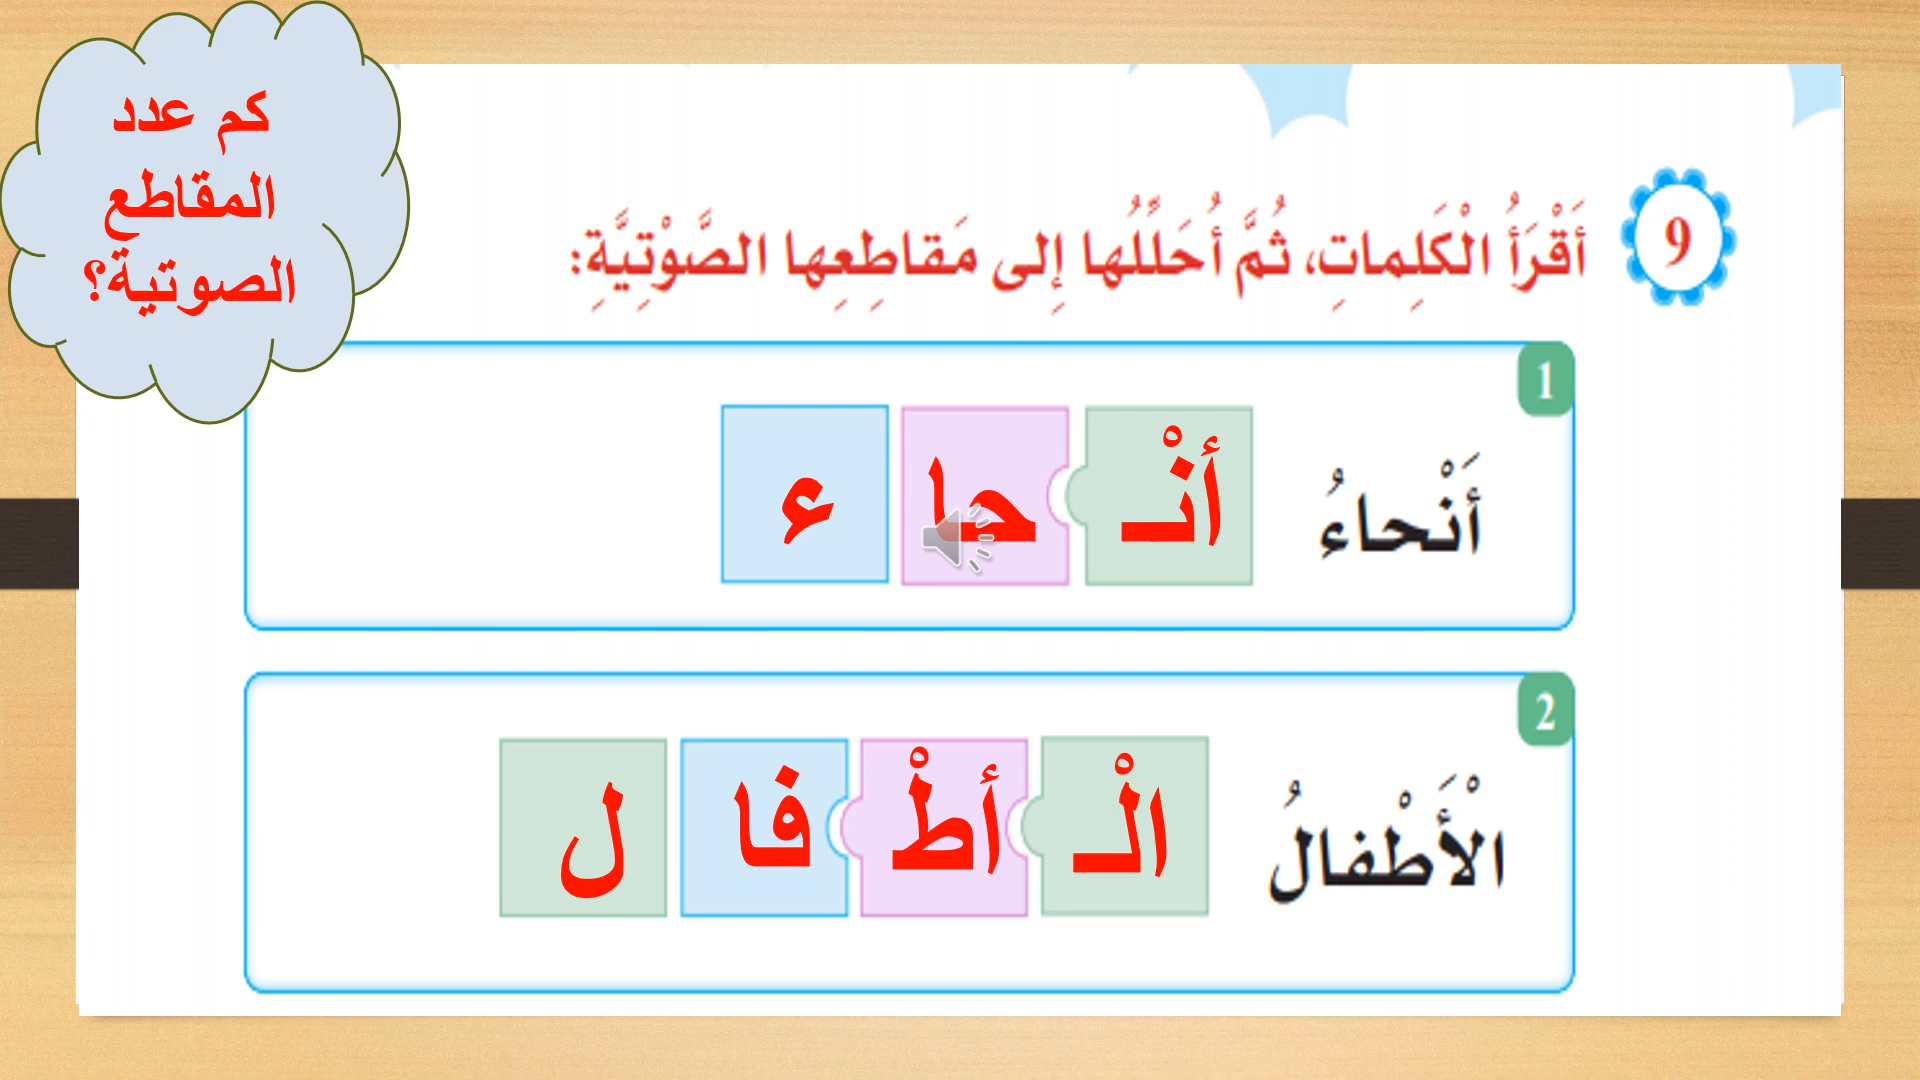 كم عدد
المقاطع
الصوتية؟
9
أَقْرَأُ الْكَلِماتِ، ثُمَّ أُحَلِّلُها إِلى مَقاطِعِها الصَّوْتِيَّةِ:
1
أَنْحاءُ أنْـ حا ء
2
الْأَطْفالُ الْـ أطْ فا ل